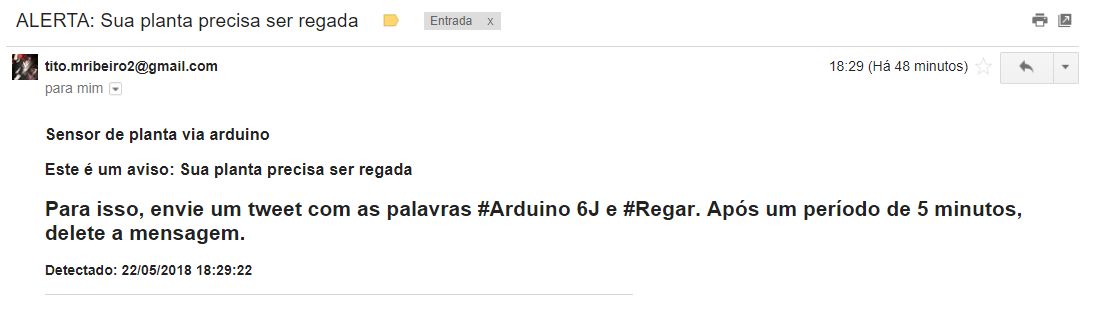 ALERTA: Sua planta precisa ser regada Entrada x
tito.mribeiro2@gmail.com 18:29 (Há 48 minutos)
para mim
Sensor de planta via arduino
Este é um aviso: Sua planta precisa ser regada
Para isso, envie um tweet com as palavras #Arduino 6J e #Regar. Após um período de 5 minutos,
delete a mensagem.
Detectado: 22/05/2018 18:29:22